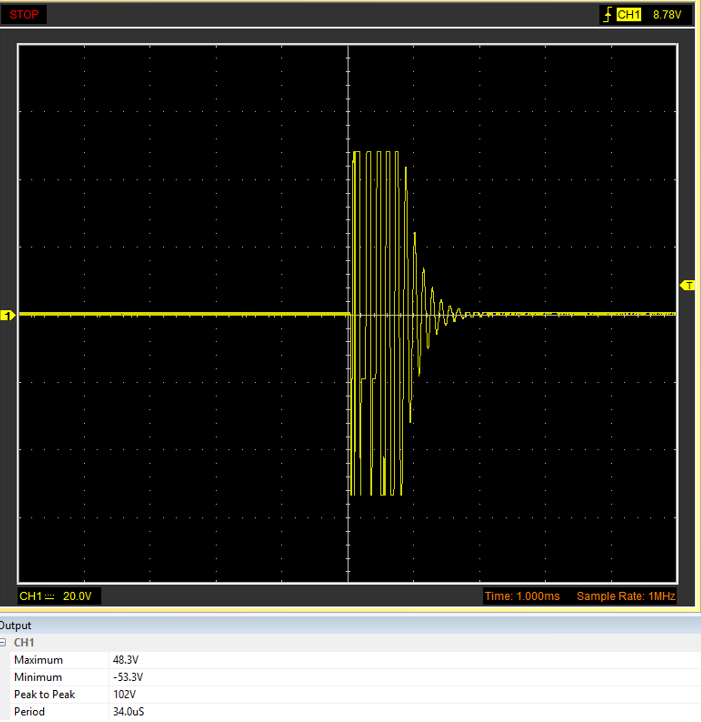 STOP
CH1 8.78V
T
1
CH1 20.0V
Time: 1.000ms Sample Rate: 1MHz
Output
CH1
Maximum 48.3V
Minimum -53.3V
Peak to Peak 102V
Period 34.0uS